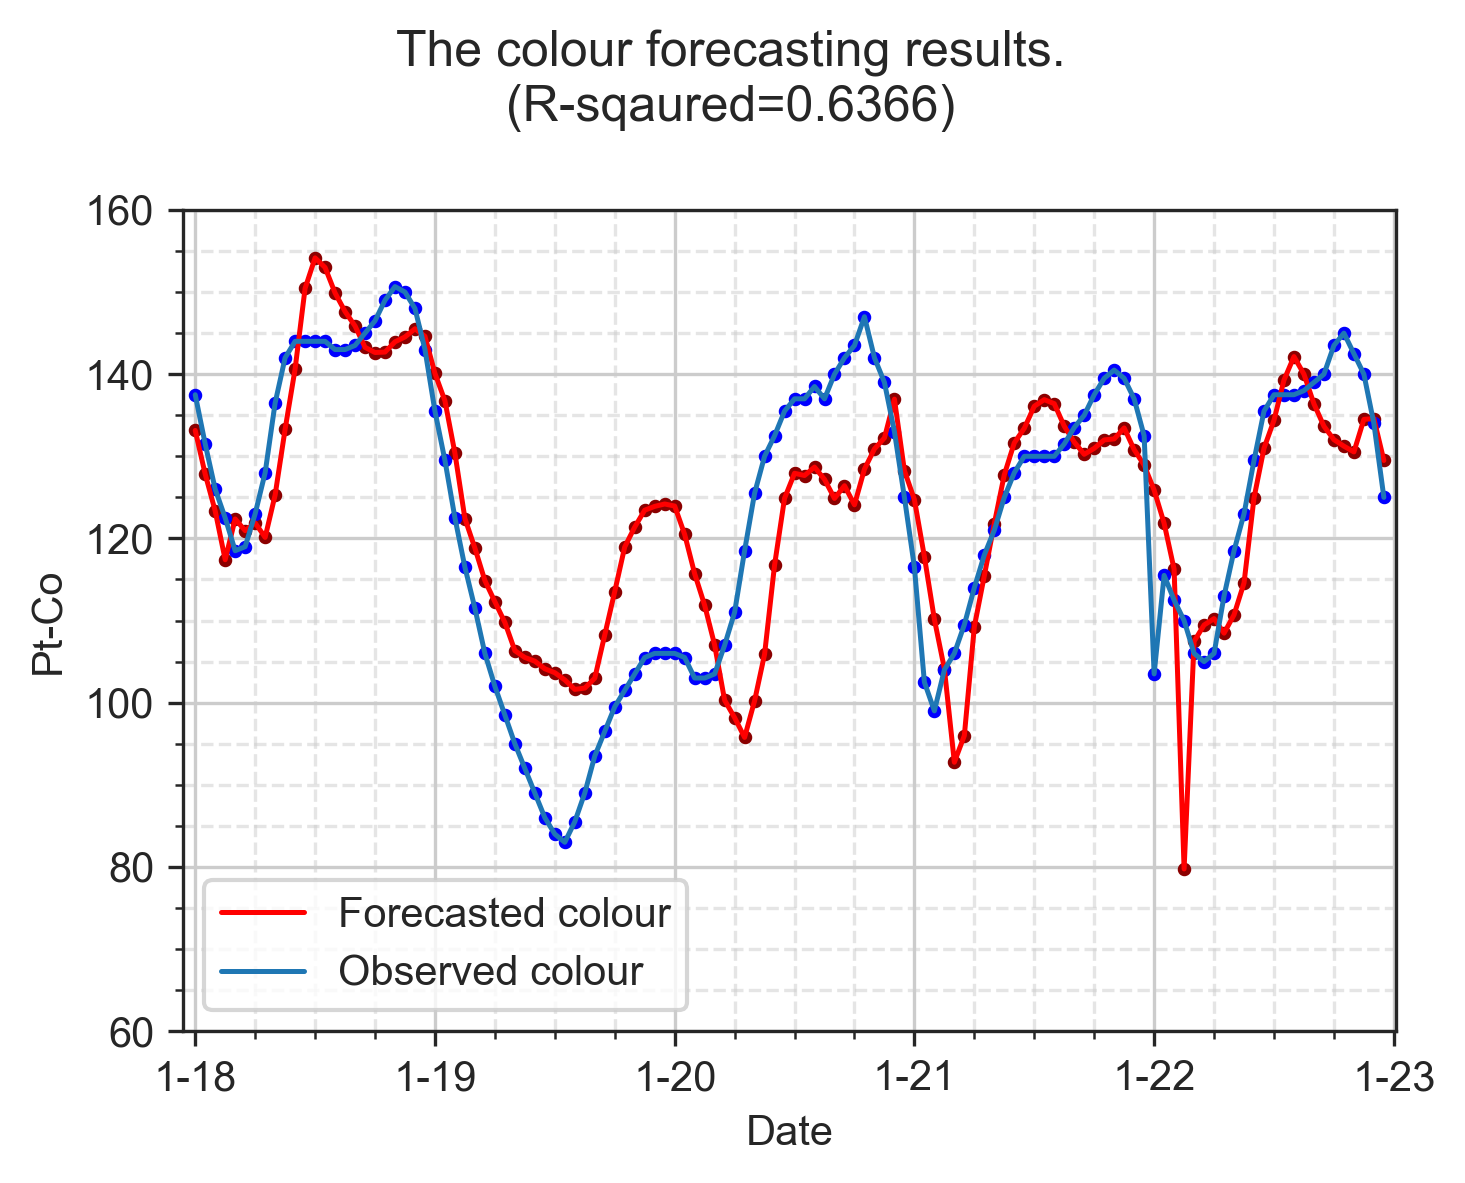 The colour forecasting results.
(R-sqaured=0.6366)
160
140
120
100
80
60
Pt-Co
Forecasted colour
Observed colour
1-18 1-19 1-20 1-21 1-22 1-23
Date